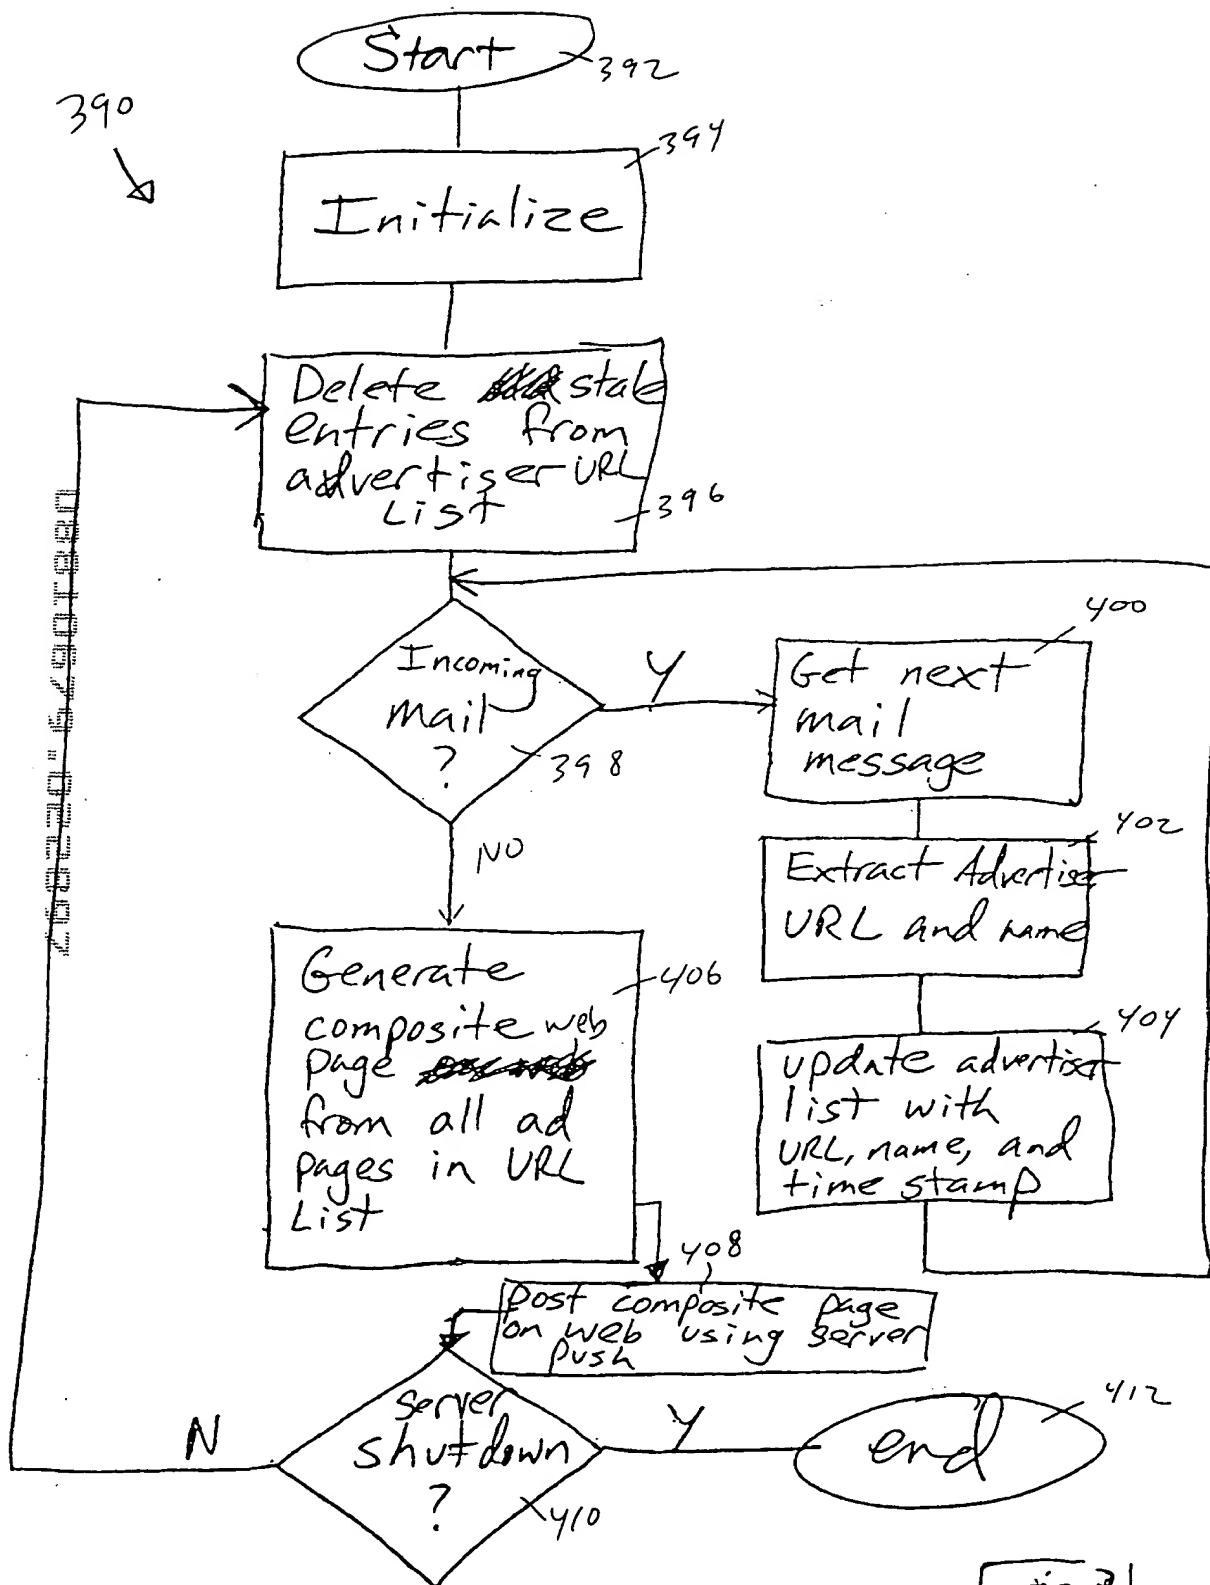 Start
392
390
394
Initialize
Delete stale
entries from
advertiser URL
List
396
Incoming
mail
?
398
Y
400
Get next
mail
message
402
Extract Advertiser
URL and name
404
update advertiser
list with
URL, name, and
time stamp
NO
Generate
composite web
page
from all ad
pages in URL
List
406
408
Post composite page
on web using server
push
server
shutdown
?
410
N
Y
end
412